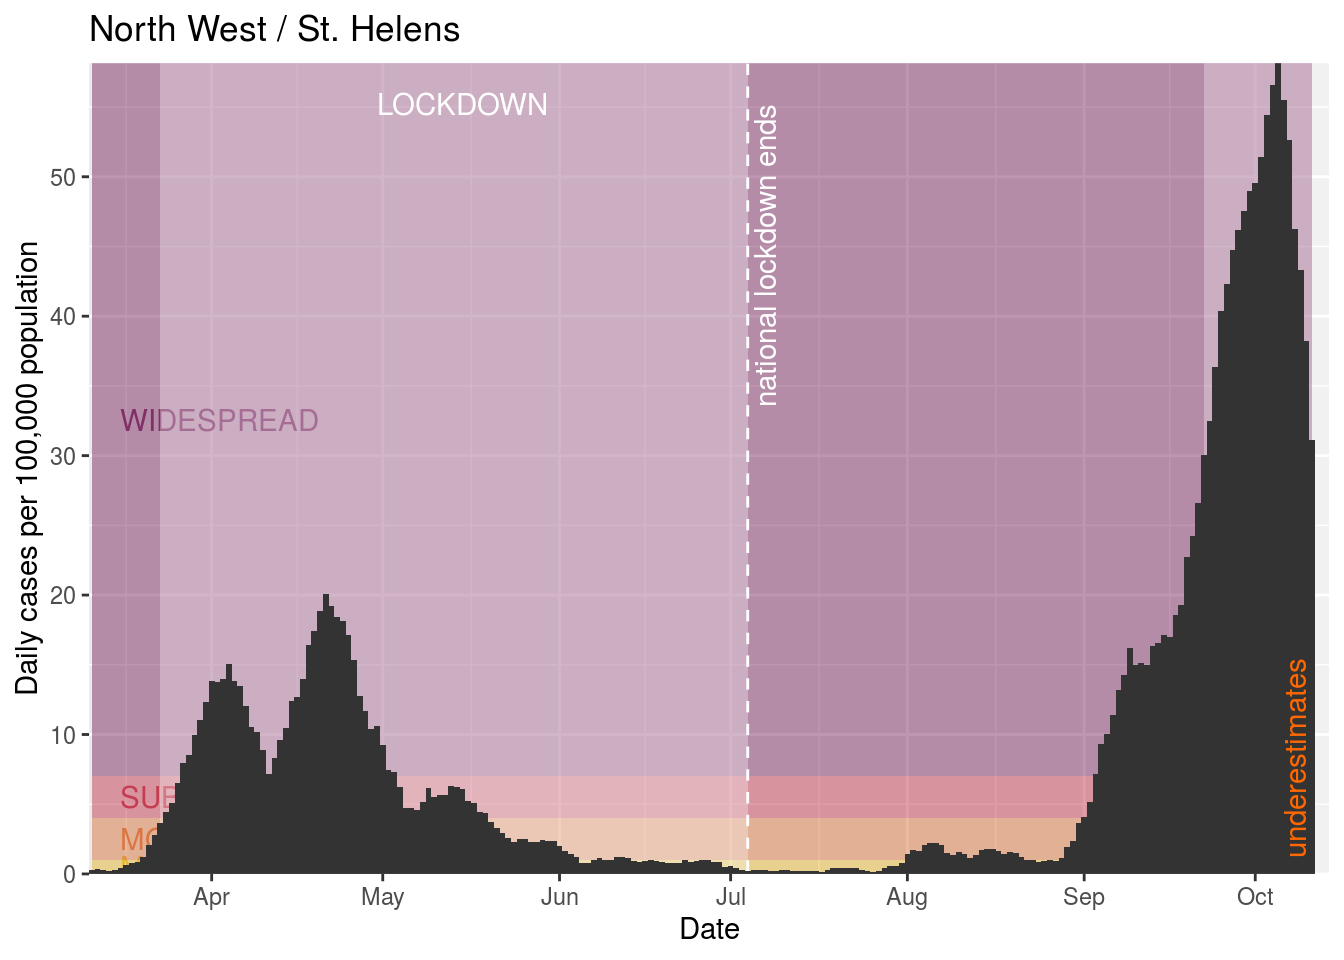 North West / St. Helens
LOCKDOWN
national lockdown ends
WIDESPREAD
underestimates
Daily cases per 100,000 population
50
40
30
20
10
0
Apr
May
Jun
Jul
Aug
Sep
Oct
Date